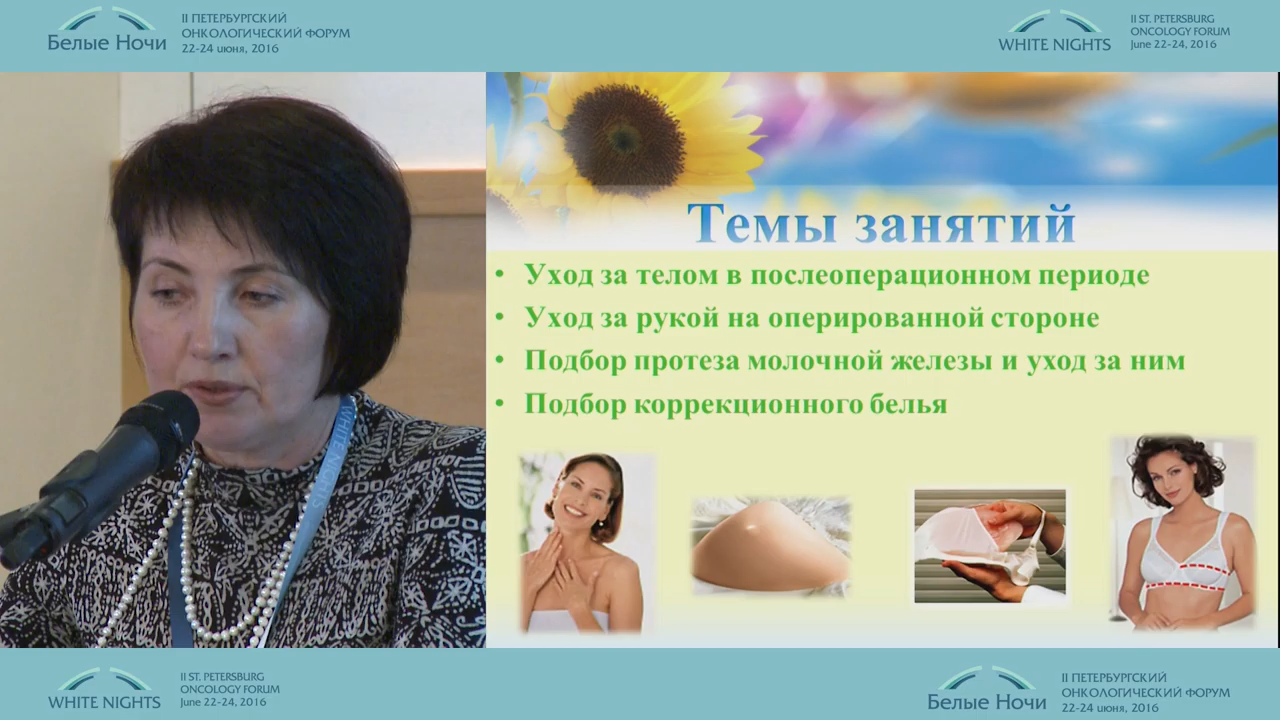 Белые Ночи
II ПЕТЕРБУРГСКИЙ
ОНКОЛОГИЧЕСКИЙ ФОРУМ
22-24 июня, 2016
WHITE NIGHTS
II ST. PETERSBURG
ONCOLOGY FORUM
June 22-24, 2016
Темы занятий
• Уход за телом в послеоперационном периоде
• Уход за рукой на оперированной стороне
• Подбор протеза молочной железы и уход за ним
• Подбор коррекционного белья
WHITE NIGHTS
WHITE NIGHTS
II ST. PETERSBURG
ONCOLOGY FORUM
June 22-24, 2016
Белые Ночи
II ПЕТЕРБУРГСКИЙ
ОНКОЛОГИЧЕСКИЙ ФОРУМ
22-24 июня, 2016